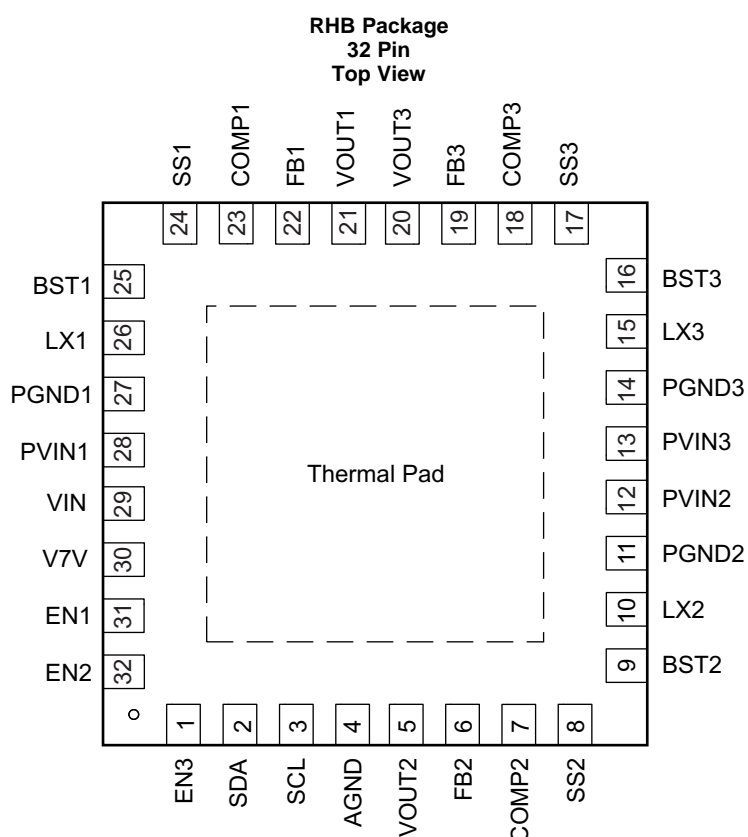 RHB Package
32 Pin
Top View
SS1
COMP1
FB1
VOUT1
VOUT3
FB3
COMP3
SS3
24
23
22
21
20
19
18
17
BST1
25
16
BST3
LX1
26
15
LX3
PGND1
27
14
PGND3
PVIN1
28
13
PVIN3
Thermal Pad
VIN
29
12
PVIN2
V7V
30
11
PGND2
EN1
31
10
LX2
EN2
32
9
BST2
1
2
3
4
5
6
7
8
EN3
SDA
SCL
AGND
VOUT2
FB2
COMP2
SS2